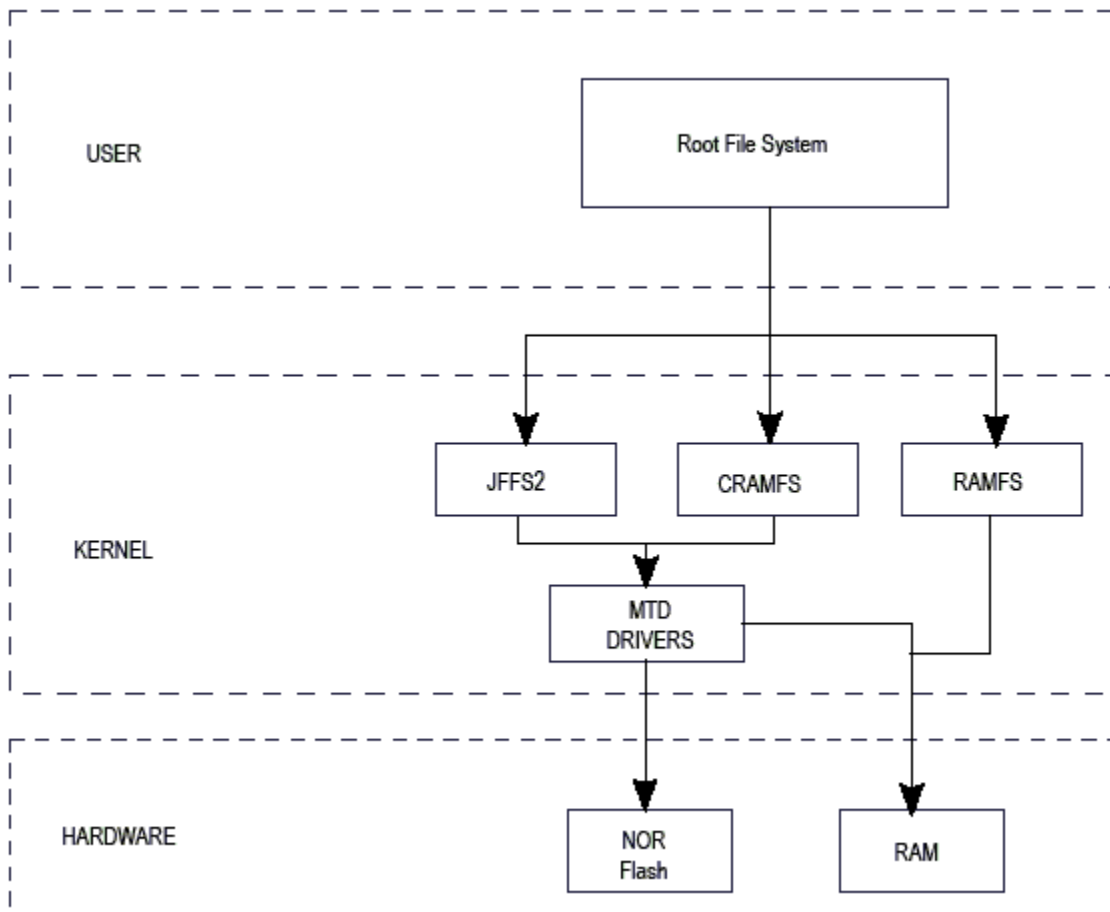 USER
Root File System
JFFS2
CRAMFS
RAMFS
KERNEL
MTD
DRIVERS
HARDWARE
NOR
Flash
RAM